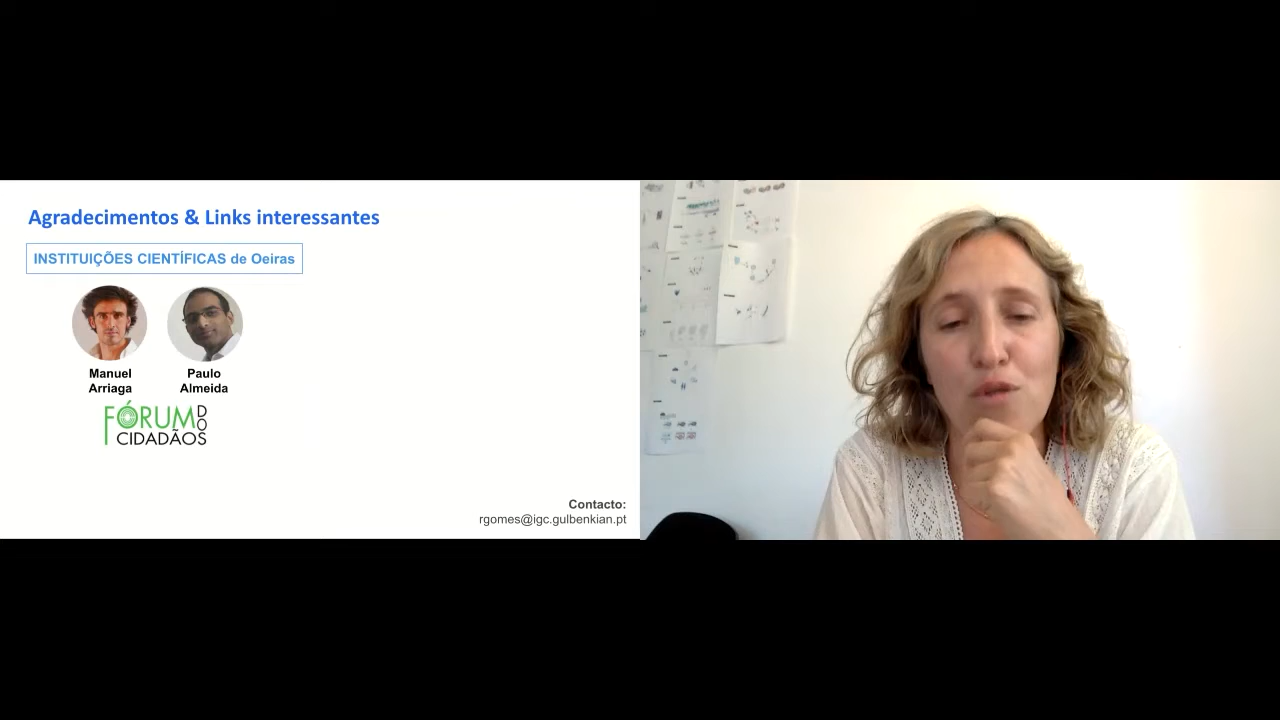 Agradecimentos & Links interessantes
INSTITUIÇÕES CIENTÍFICAS de Oeiras
Manuel
Arriaga
Paulo
Almeida
FÓRUM DOS
CIDADÃOS
Contacto:
rgomes@igc.gulbenkian.pt